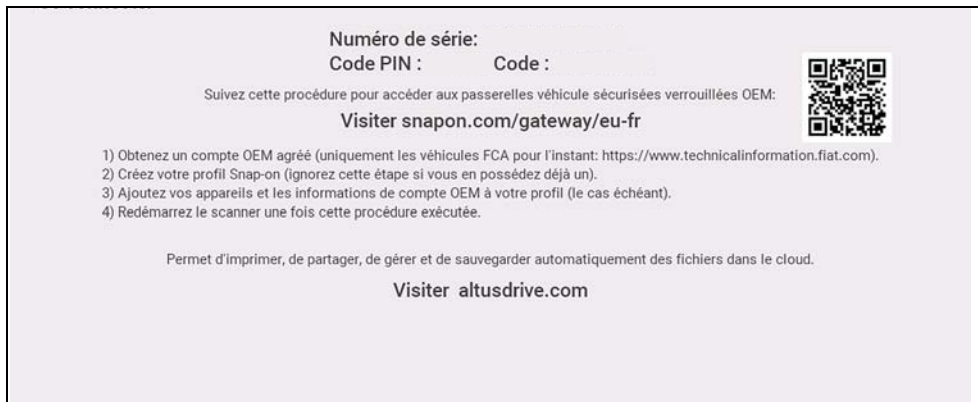 Numéro de série:
Code PIN : Code :
Suivez cette procédure pour accéder aux passerelles véhicule sécurisées verrouillées OEM:
Visiter snapon.com/gateway/eu-fr
1) Obtenez un compte OEM agréé (uniquement les véhicules FCA pour l'instant: https://www.technicalinformation.fiat.com).
2) Créez votre profil Snap-on (ignorez cette étape si vous en possédez déjà un).
3) Ajoutez vos appareils et les informations de compte OEM à votre profil (le cas échéant).
4) Redémarrez le scanner une fois cette procédure exécutée.
Permet d'imprimer, de partager, de gérer et de sauvegarder automatiquement des fichiers dans le cloud.
Visiter altusdrive.com